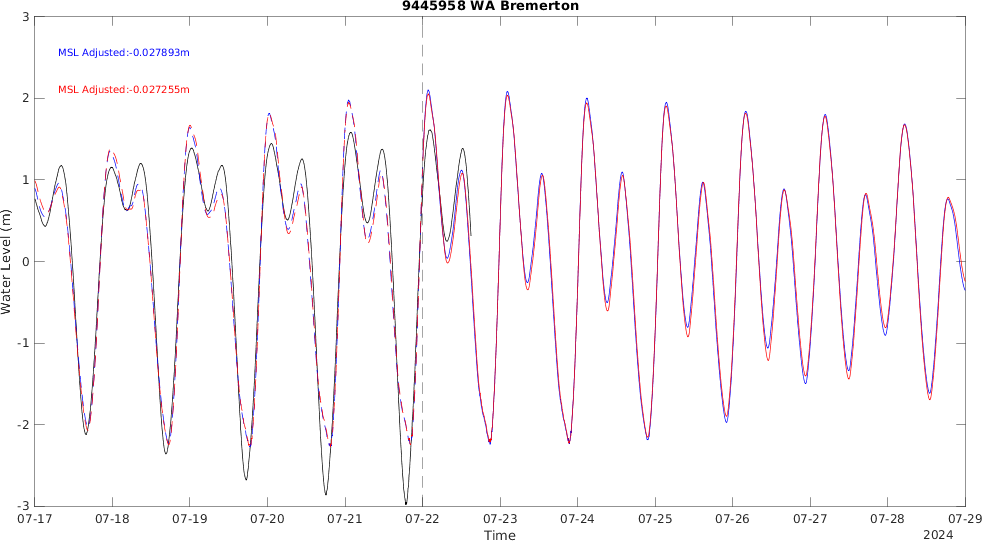 9445958 WA Bremerton
MSL Adjusted:-0.027893m
MSL Adjusted:-0.027255m
Water Level (m)
3
2
1
0
-1
-2
-3
07-17 07-18 07-19 07-20 07-21 07-22 07-23 07-24 07-25 07-26 07-27 07-28 07-29
Time
2024